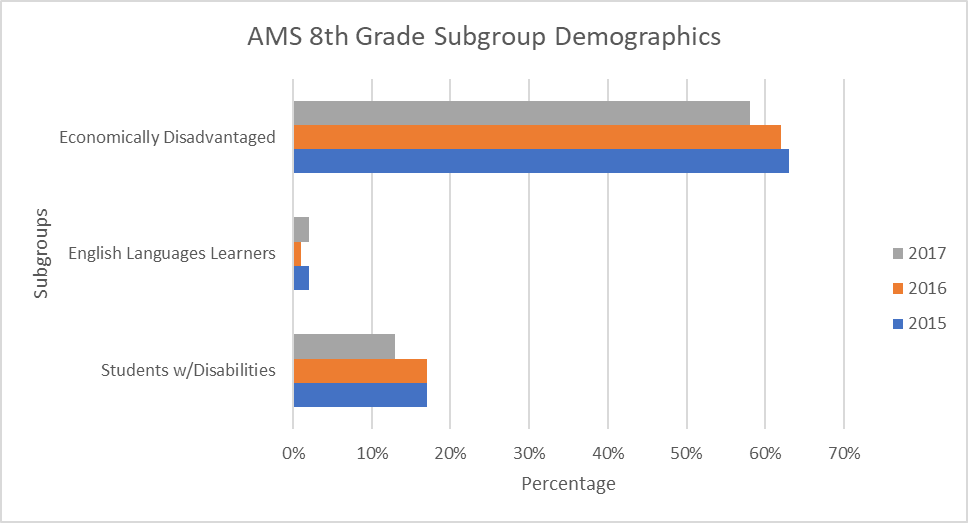 AMS 8th Grade Subgroup Demographics
Economically Disadvantaged
English Languages Learners
Students w/Disabilities
Subgroups
0% 10% 20% 30% 40% 50% 60% 70%
Percentage
2017
2016
2015